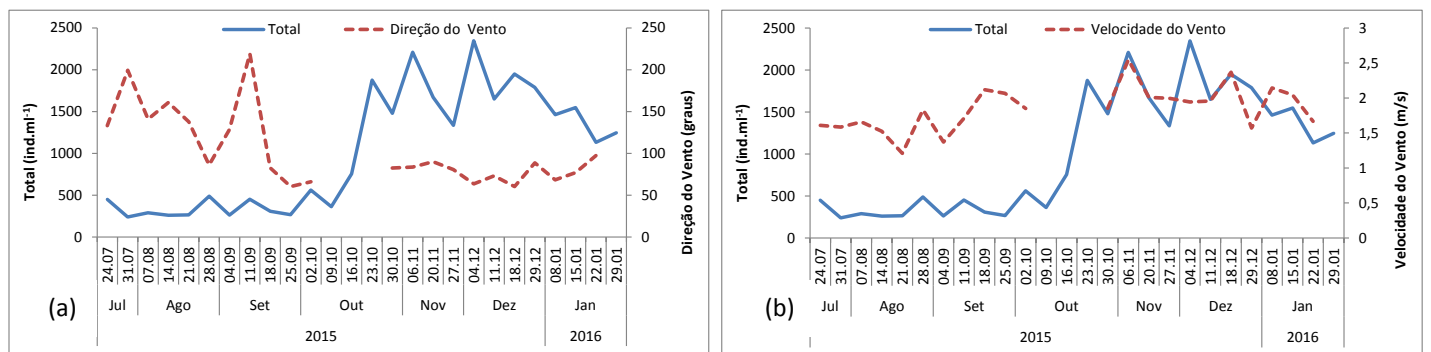 Total Direção do Vento
2500
2000
1500
1000
500
0
Total (ind.ml-1)
250
200
150
100
50
0
Direção do Vento (graus)
24.07 31.07 07.08 14.08 21.08 28.08 04.09 11.09 18.09 25.09 02.10 09.10 16.10 23.10 30.10 06.11 20.11 27.11 04.12 11.12 18.12 29.12 08.01 15.01 22.01 29.01
Jul Ago Set Out Nov Dez Jan
2015 2016
(a)
Total Velocidade do Vento
2500
2000
1500
1000
500
0
Total (ind.ml-1)
3
2,5
2
1,5
1
0,5
0
Velocidade do Vento (m/s)
24.07 31.07 07.08 14.08 21.08 28.08 04.09 11.09 18.09 25.09 02.10 09.10 16.10 23.10 30.10 06.11 20.11 27.11 04.12 11.12 18.12 29.12 08.01 15.01 22.01 29.01
Jul Ago Set Out Nov Dez Jan
2015 2016
(b)